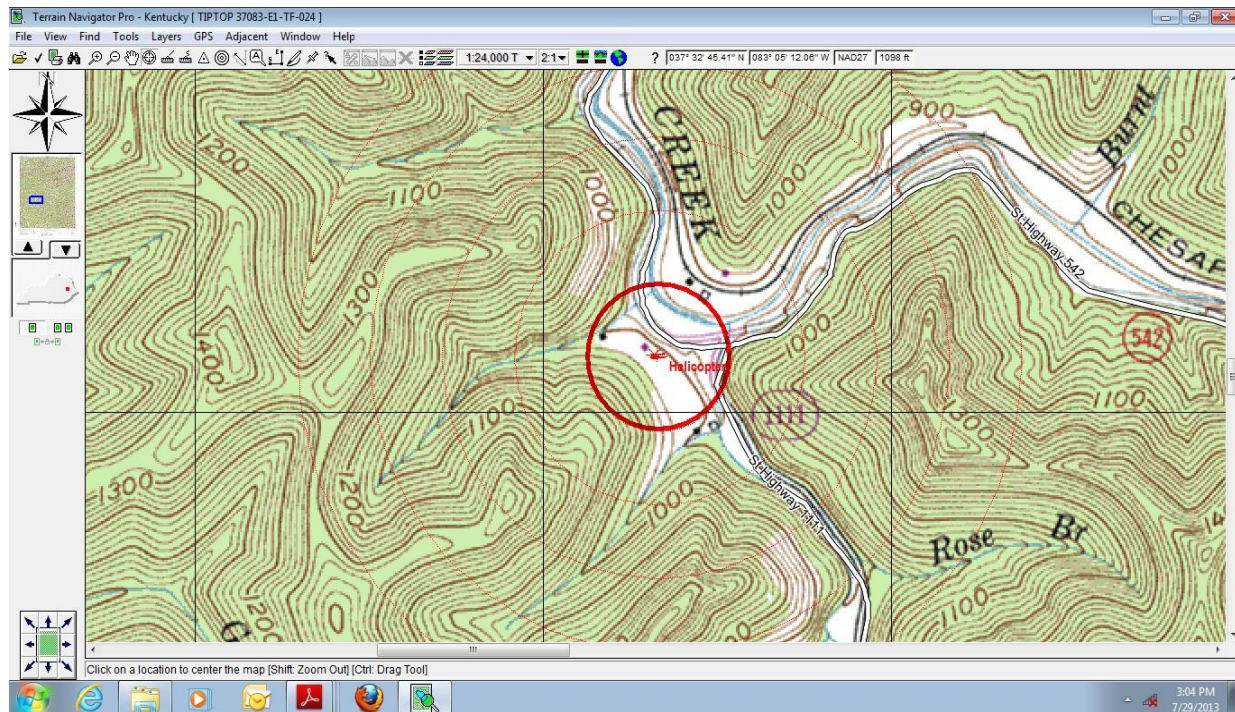 Terrain Navigator Pro - Kentucky [ TIPTOP 37083-E1-TF-024 ]
File View Find Tools Layers GPS Adjacent Window Help
1:24,000 T 2:1 ? 037° 32' 45.41" N 083° 05' 12.06" W NAD27 1098 ft
N
CREEK
900
Burnt
1200
1100
1000
1000
CHESAP
St Highway 542
1300
1300
1400
1000
542
Helicopter
1100
1111
1300
1100
1300
1200
1000
St Highway 1111
Rose Br
1200
G
1100
Click on a location to center the map [Shift: Zoom Out] [Ctrl: Drag Tool]
3:04 PM
7/29/2013